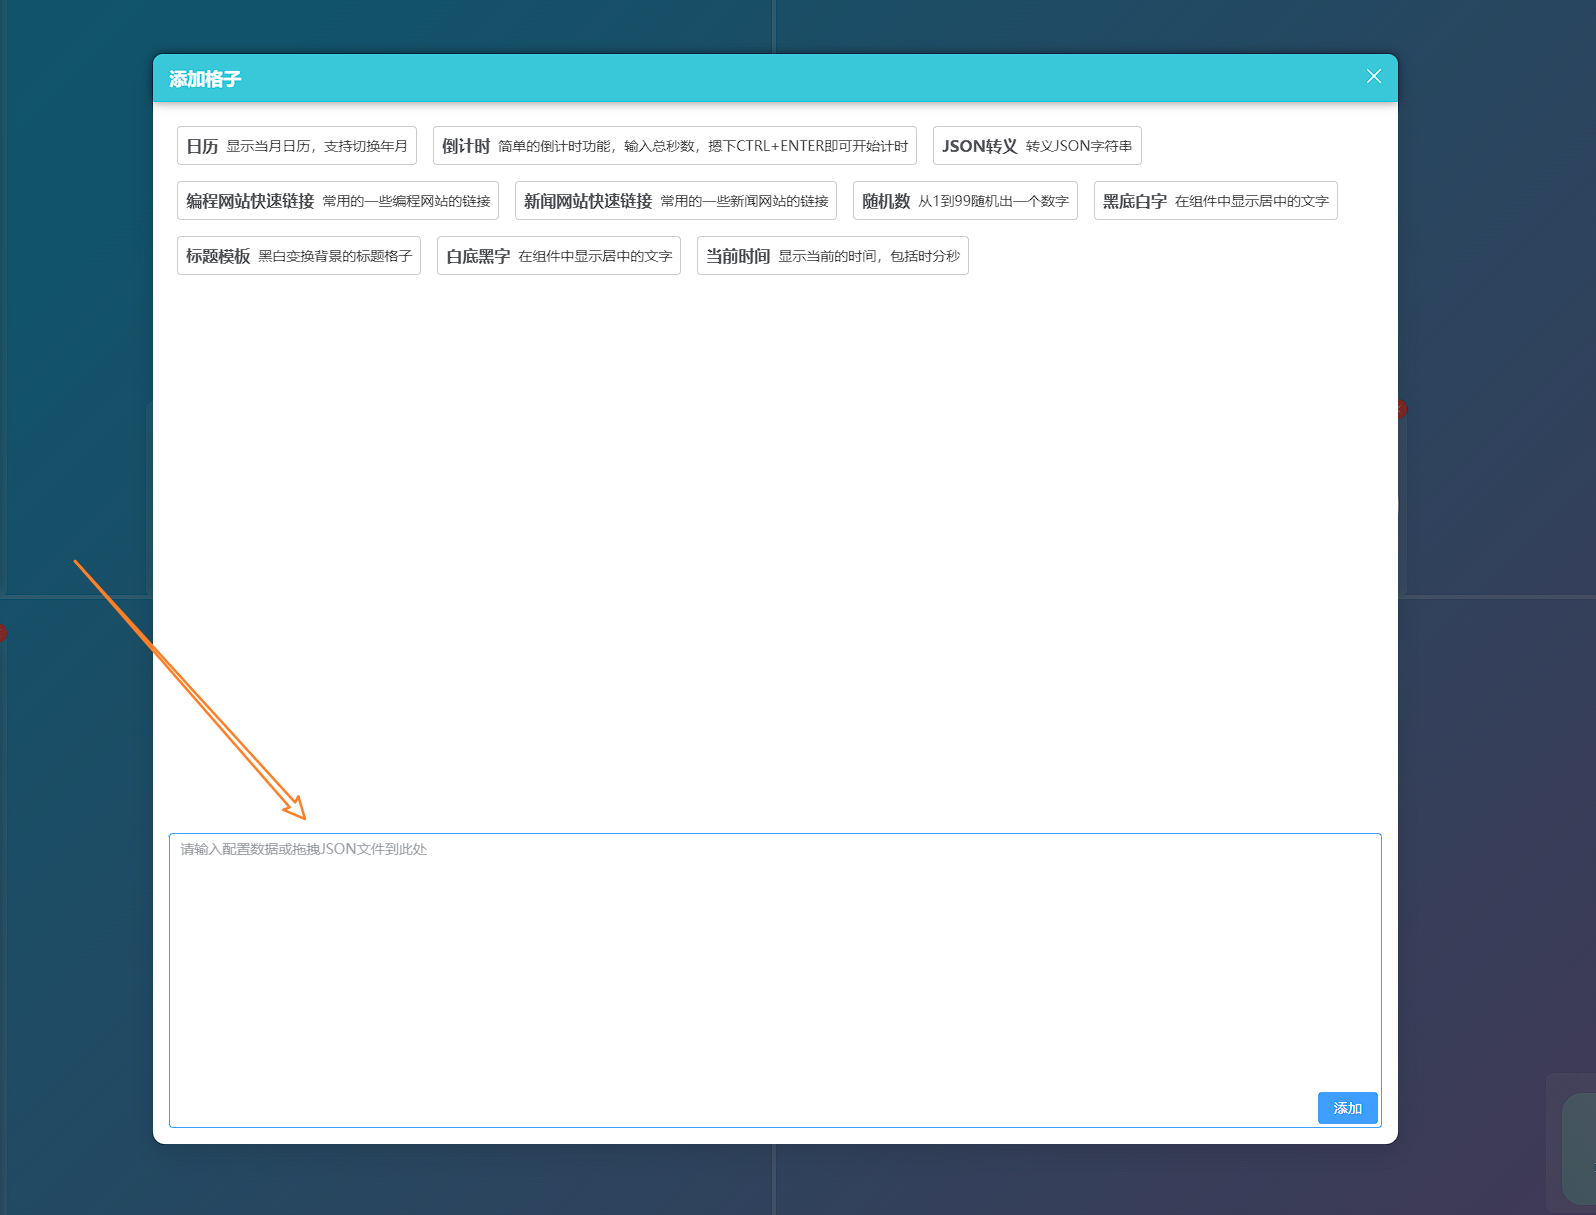 添加格子
日历 显示当月日历，支持切换年月
倒计时 简单的倒计时功能，输入总秒数，摁下CTRL+ENTER即可开始计时
JSON转义 转义JSON字符串
编程网站快速链接 常用的一些编程网站的链接
新闻网站快速链接 常用的一些新闻网站的链接
随机数 从1到99随机出一个数字
黑底白字 在组件中显示居中的文字
标题模板 黑白变换背景的标题格子
白底黑字 在组件中显示居中的文字
当前时间 显示当前的时间，包括时分秒
请输入配置数据或拖拽JSON文件到此处
添加